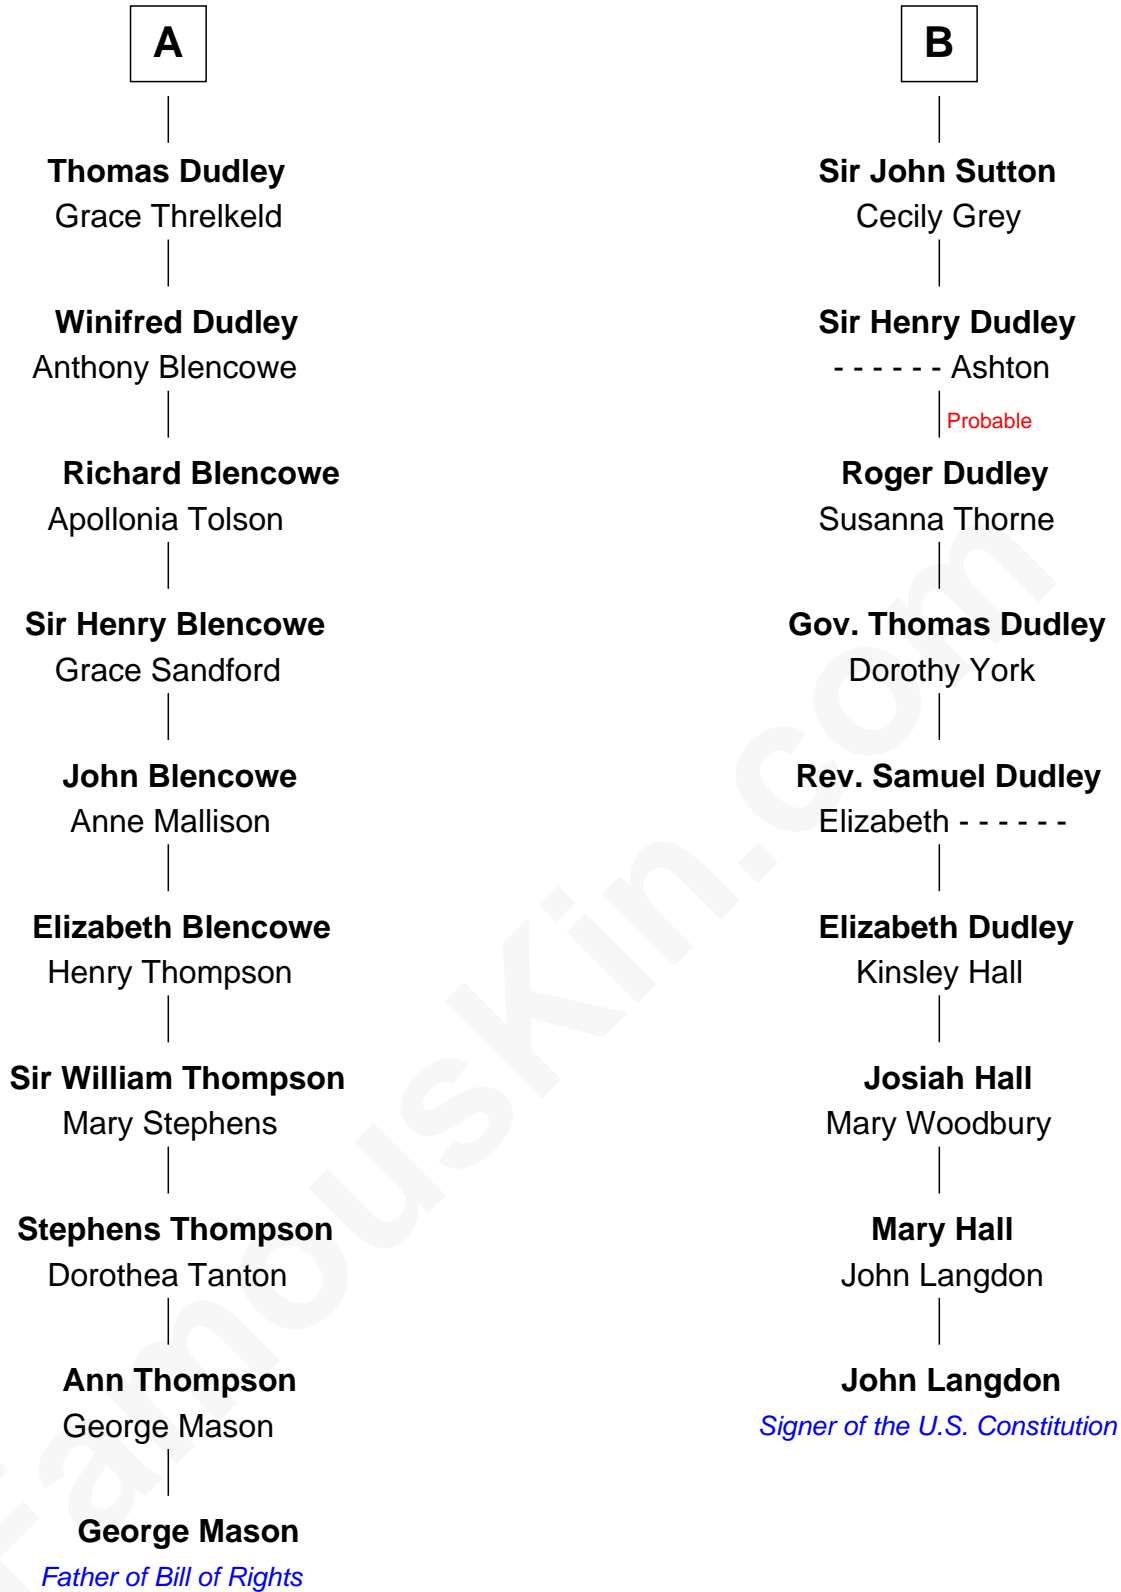 A
Thomas Dudley
Grace Threlkeld
Winifred Dudley
Anthony Blencowe
Richard Blencowe
Apollonia Tolson
Sir Henry Blencowe
Grace Sandford
John Blencowe
Anne Mallison
Elizabeth Blencowe
Henry Thompson
Sir William Thompson
Mary Stephens
Stephens Thompson
Dorothea Tanton
Ann Thompson
George Mason
George Mason
Father of Bill of Rights
B
Sir John Sutton
Cecily Grey
Sir Henry Dudley
- - - - - - Ashton
Probable
Roger Dudley
Susanna Thorne
Gov. Thomas Dudley
Dorothy York
Rev. Samuel Dudley
Elizabeth - - - - - -
Elizabeth Dudley
Kinsley Hall
Josiah Hall
Mary Woodbury
Mary Hall
John Langdon
John Langdon
Signer of the U.S. Constitution
FamousKin.com